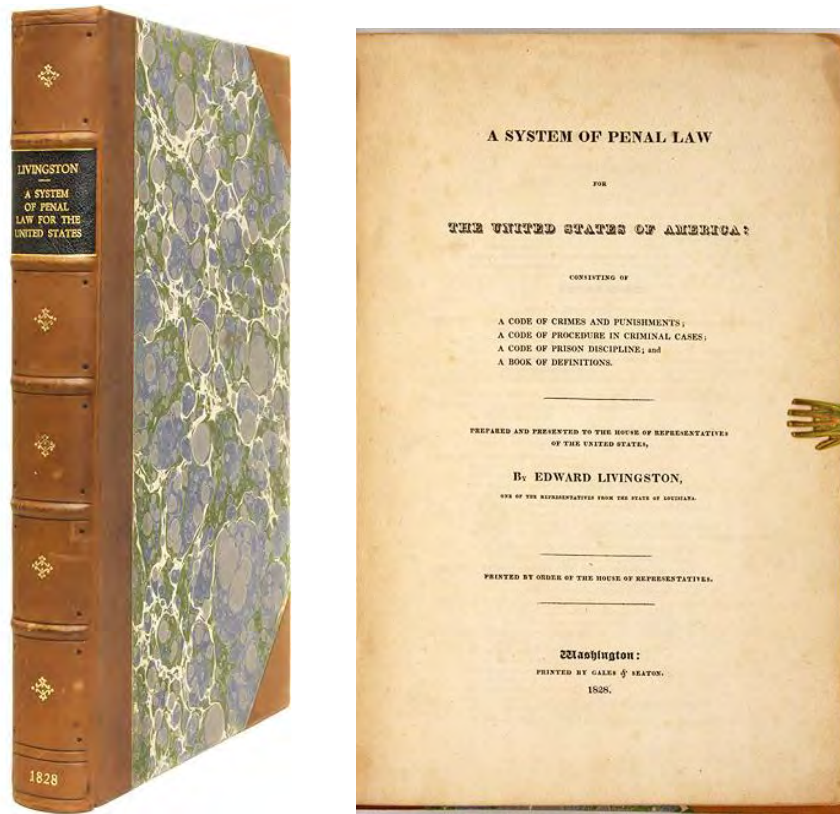 LIVINGSTON
A SYSTEM
OF PENAL
LAW FOR THE
UNITED STATES
1828
A SYSTEM OF PENAL LAW
FOR
THE UNITED STATES OF AMERICA:
CONSISTING OF
A CODE OF CRIMES AND PUNISHMENTS;
A CODE OF PROCEDURE IN CRIMINAL CASES;
A CODE OF PRISON DISCIPLINE; and
A BOOK OF DEFINITIONS.
PREPARED AND PRESENTED TO THE HOUSE OF REPRESENTATIVES
OF THE UNITED STATES,
By EDWARD LIVINGSTON,
ONE OF THE REPRESENTATIVES FROM THE STATE OF LOUISIANA.
PRINTED BY ORDER OF THE HOUSE OF REPRESENTATIVES.
Washington:
PRINTED BY GALES & SEATON.
1828.